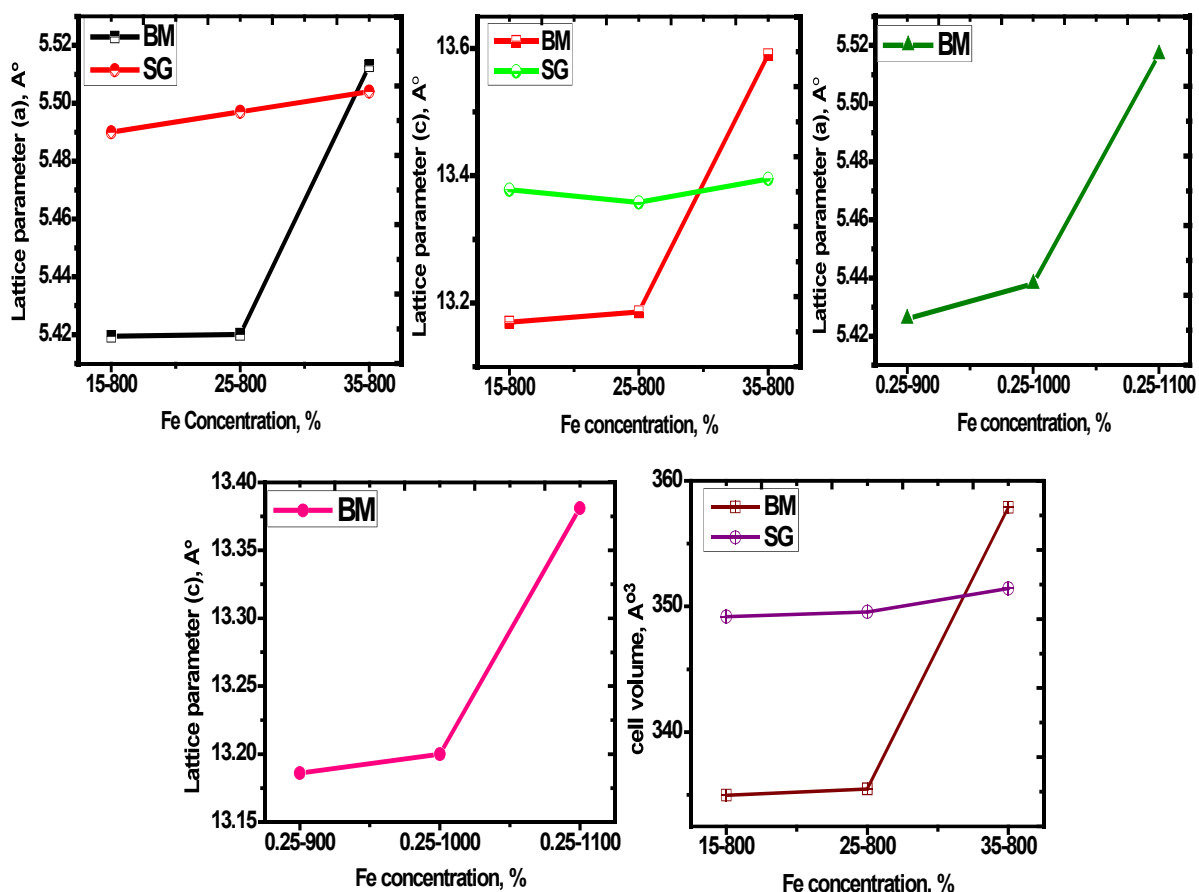 Lattice parameter (a), Aº
5.52
5.50
5.48
5.46
5.44
5.42
BM
SG
15-800 25-800 35-800
Fe Concentration, %
Lattice parameter (c), Aº
13.6
13.4
13.2
BM
SG
15-800 25-800 35-800
Fe concentration, %
Lattice parameter (a), Aº
5.52
5.50
5.48
5.46
5.44
5.42
BM
0.25-900 0.25-1000 0.25-1100
Fe concentration, %
Lattice parameter (c), Aº
13.40
13.35
13.30
13.25
13.20
13.15
BM
0.25-900 0.25-1000 0.25-1100
Fe concentration, %
cell volume, Aº3
360
350
340
BM
SG
15-800 25-800 35-800
Fe concentration, %